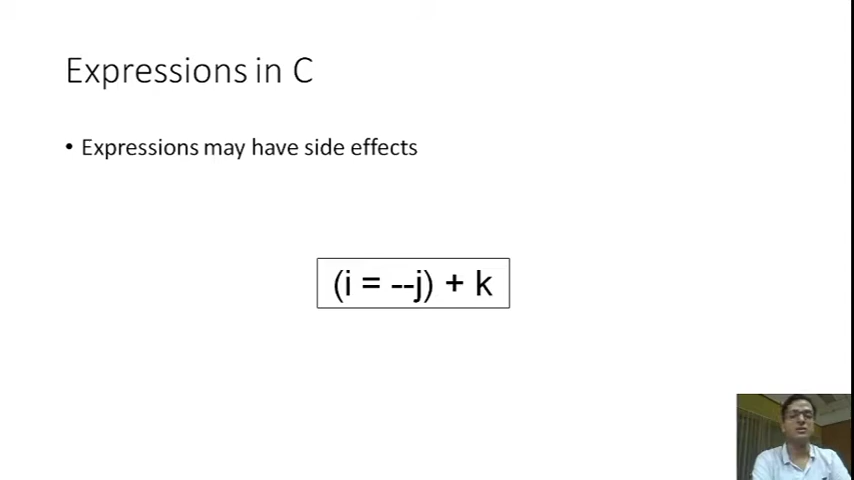 Expressions in C
• Expressions may have side effects
(i = --j) + k